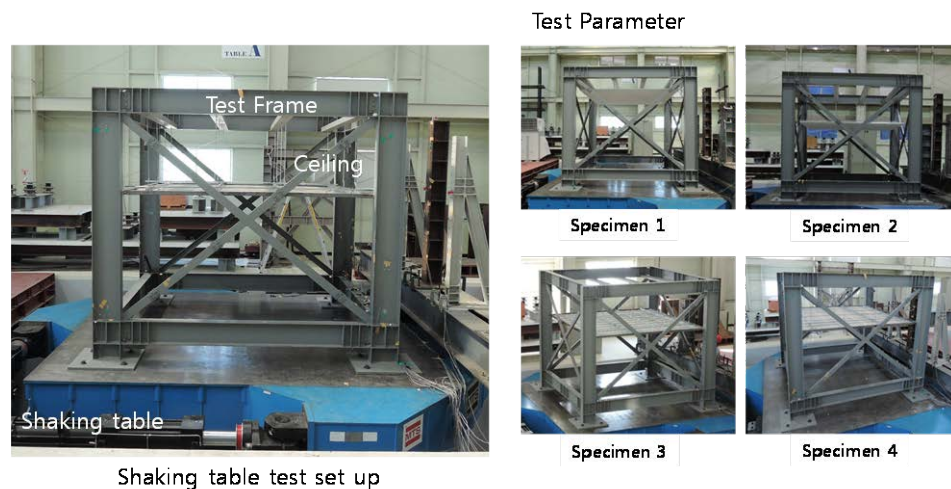 Test Parameter
TABLE A
Test Frame
Ceiling
Shaking table
MTS
Shaking table test set up
Specimen 1
Specimen 2
Specimen 3
Specimen 4